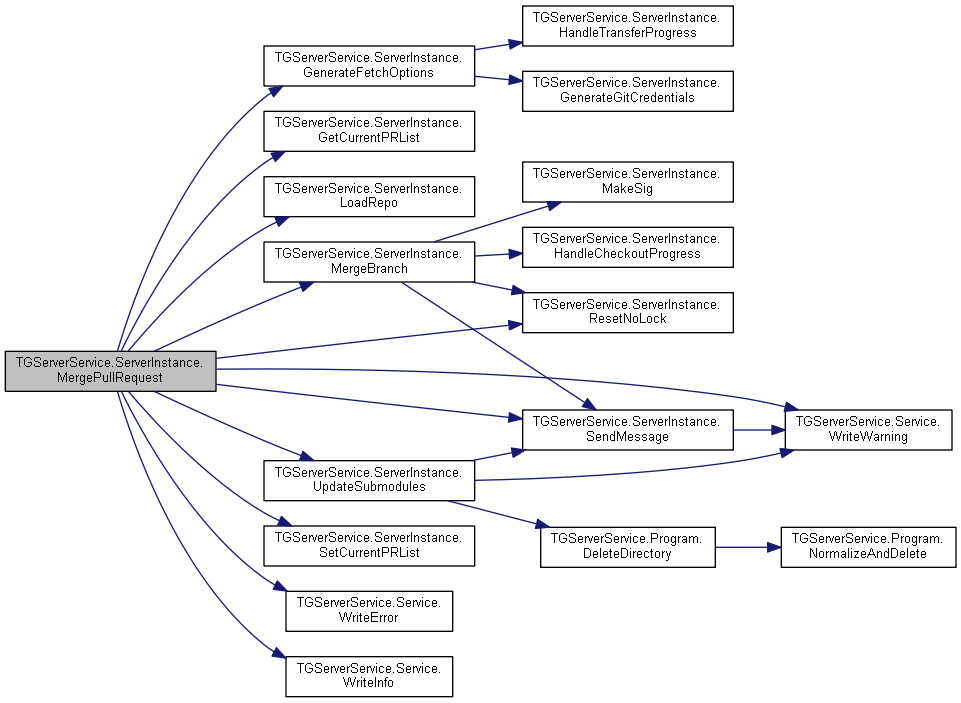 TGServerService.ServerInstance.
HandleTransferProgress
TGServerService.ServerInstance.
GenerateFetchOptions
TGServerService.ServerInstance.
GenerateGitCredentials
TGServerService.ServerInstance.
GetCurrentPRList
TGServerService.ServerInstance.
MakeSig
TGServerService.ServerInstance.
LoadRepo
TGServerService.ServerInstance.
HandleCheckoutProgress
TGServerService.ServerInstance.
MergeBranch
TGServerService.ServerInstance.
ResetNoLock
TGServerService.ServerInstance.
MergePullRequest
TGServerService.ServerInstance.
SendMessage
TGServerService.Service.
WriteWarning
TGServerService.ServerInstance.
UpdateSubmodules
TGServerService.ServerInstance.
SetCurrentPRList
TGServerService.Program.
DeleteDirectory
TGServerService.Program.
NormalizeAndDelete
TGServerService.Service.
WriteError
TGServerService.Service.
WriteInfo